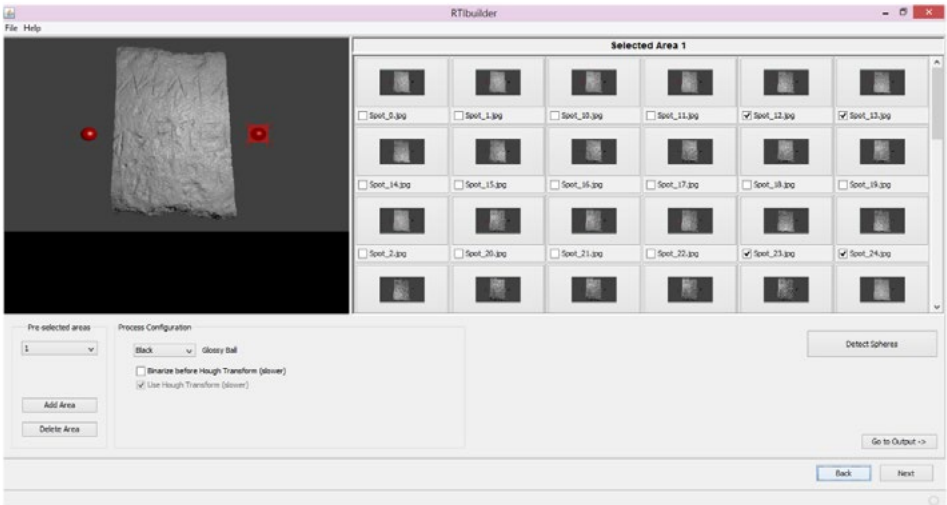 RTIbuilder
File Help
Selected Area 1
Spot_0.jpg Spot_1.jpg Spot_10.jpg Spot_11.jpg Spot_12.jpg Spot_13.jpg
Spot_14.jpg Spot_15.jpg Spot_16.jpg Spot_17.jpg Spot_18.jpg Spot_19.jpg
Spot_2.jpg Spot_20.jpg Spot_21.jpg Spot_22.jpg Spot_23.jpg Spot_24.jpg
Pre-selected areas Process Configuration
1 Black Glossy Ball Detect Spheres
Binarize before Hough Transform (slower)
Use Hough Transform (slower)
Add Area
Delete Area
Go to Output ->
Back Next